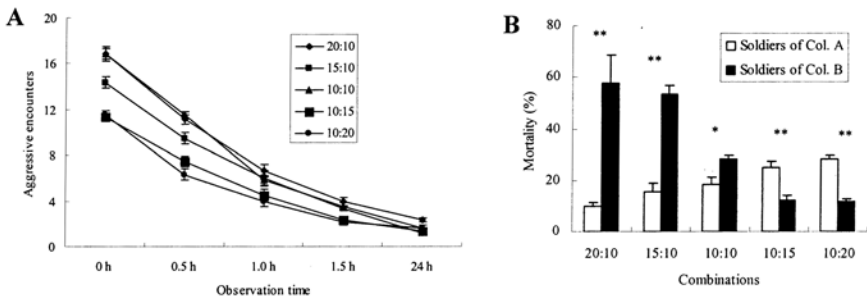 A
20
16
12
8
4
0
Aggressive encounters
20:10
15:10
10:10
10:15
10:20
0 h
0.5 h
1.0 h
1.5 h
24 h
Observation time
B
80
60
40
20
0
Mortality (%)
Soldiers of Col. A
Soldiers of Col. B
**
**
*
**
**
20:10
15:10
10:10
10:15
10:20
Combinations